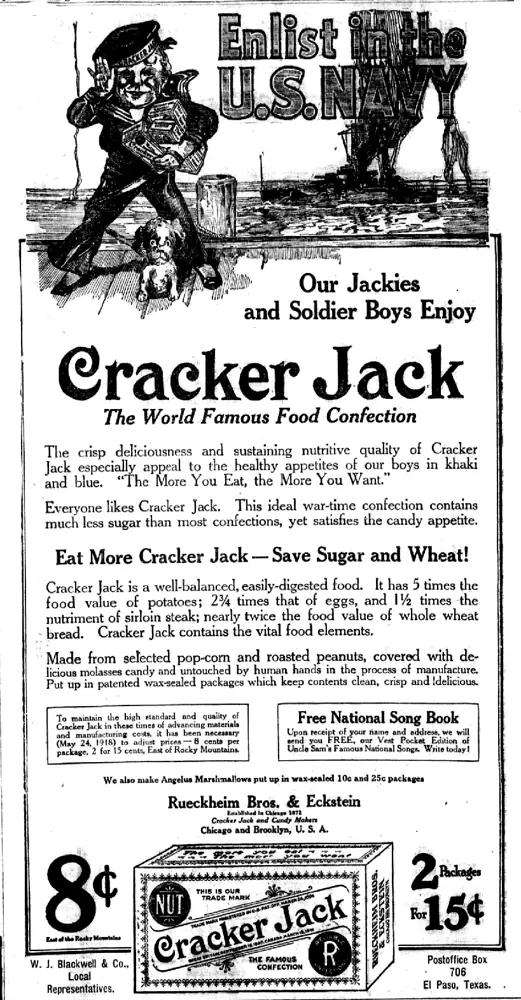 CRACKER JACK
Enlist in the
U.S. NAVY
Our Jackies
and Soldier Boys Enjoy
Cracker Jack
The World Famous Food Confection
The crisp deliciousness and sustaining nutritive quality of Cracker
Jack especially appeal to the healthy appetites of our boys in khaki
and blue. "The More You Eat, the More You Want."
Everyone likes Cracker Jack. This ideal war-time confection contains
much less sugar than most confections, yet satisfies the candy appetite.
Eat More Cracker Jack — Save Sugar and Wheat!
Cracker Jack is a well-balanced, easily-digested food. It has 5 times the
food value of potatoes; 2¾ times that of eggs, and 1½ times the
nutriment of sirloin steak; nearly twice the food value of whole wheat
bread. Cracker Jack contains the vital food elements.
Made from selected pop-corn and roasted peanuts, covered with de-
licious molasses candy and untouched by human hands in the process of manufacture.
Put up in patented wax-sealed packages which keep contents clean, crisp and delicious.
To maintain the high standard and quality of
Cracker Jack in these times of advancing materials
and manufacturing costs, it has been necessary
(May 24, 1918) to adjust prices — 8 cents per
package, 2 for 15 cents, East of Rocky Mountains.
Free National Song Book
Upon receipt of your name and address, we will
send you FREE, our Vest Pocket Edition of
Uncle Sam's Famous National Songs. Write today!
We also make Angelus Marshmallows put up in wax-sealed 10c and 25c packages
Rueckheim Bros. & Eckstein
Established in Chicago 1872
Cracker Jack and Candy Makers
Chicago and Brooklyn, U. S. A.
8¢
East of the Rocky Mountains
The more you eat
The more you want
NUT
THIS IS OUR
TRADE MARK
Cracker Jack
THE FAMOUS
CONFECTION
R
RUECKHEIM BROS.
& ECKSTEIN
2 Packages
For 15¢
W. J. Blackwell & Co.,
Local
Representatives.
Postoffice Box
706
El Paso, Texas.